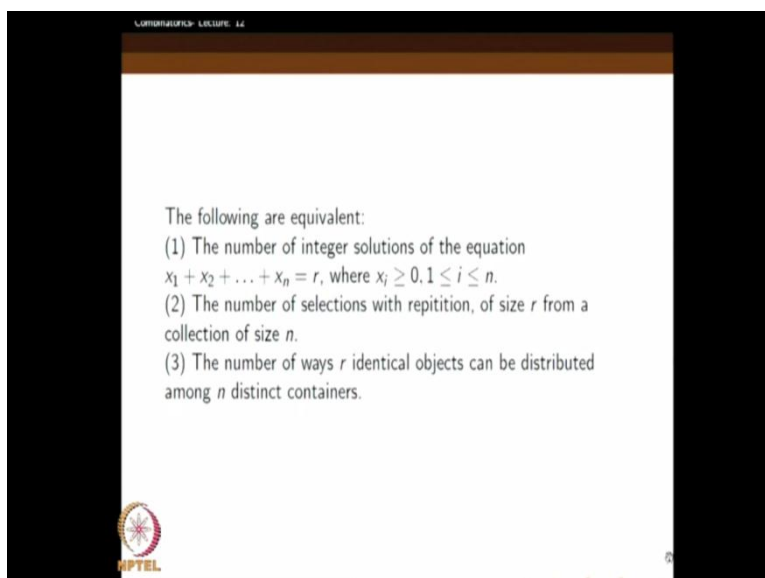 Combinatorics- Lecture: 12
The following are equivalent:
(1) The number of integer solutions of the equation
x₁ + x₂ + … + xₙ = r, where xᵢ ≥ 0, 1 ≤ i ≤ n.
(2) The number of selections with repitition, of size r from a
collection of size n.
(3) The number of ways r identical objects can be distributed
among n distinct containers.
NPTEL